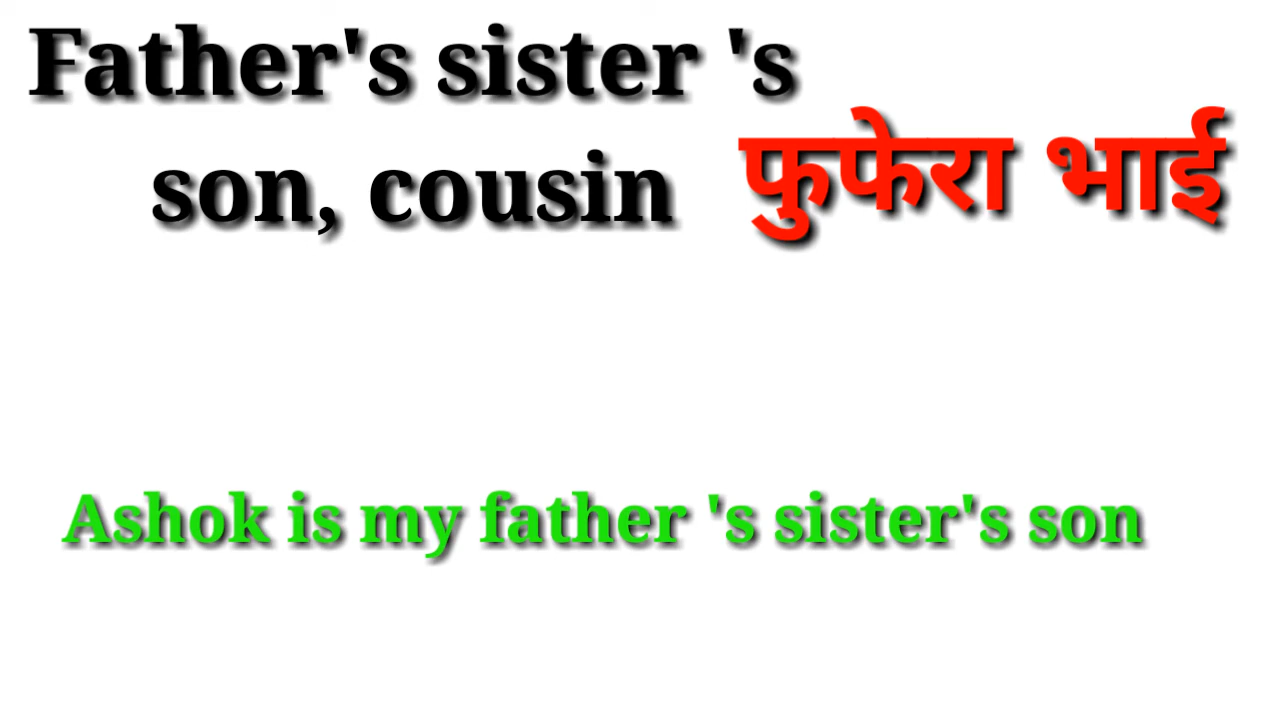 Father's sister 's
son, cousin फुफेरा भाई
Ashok is my father 's sister's son